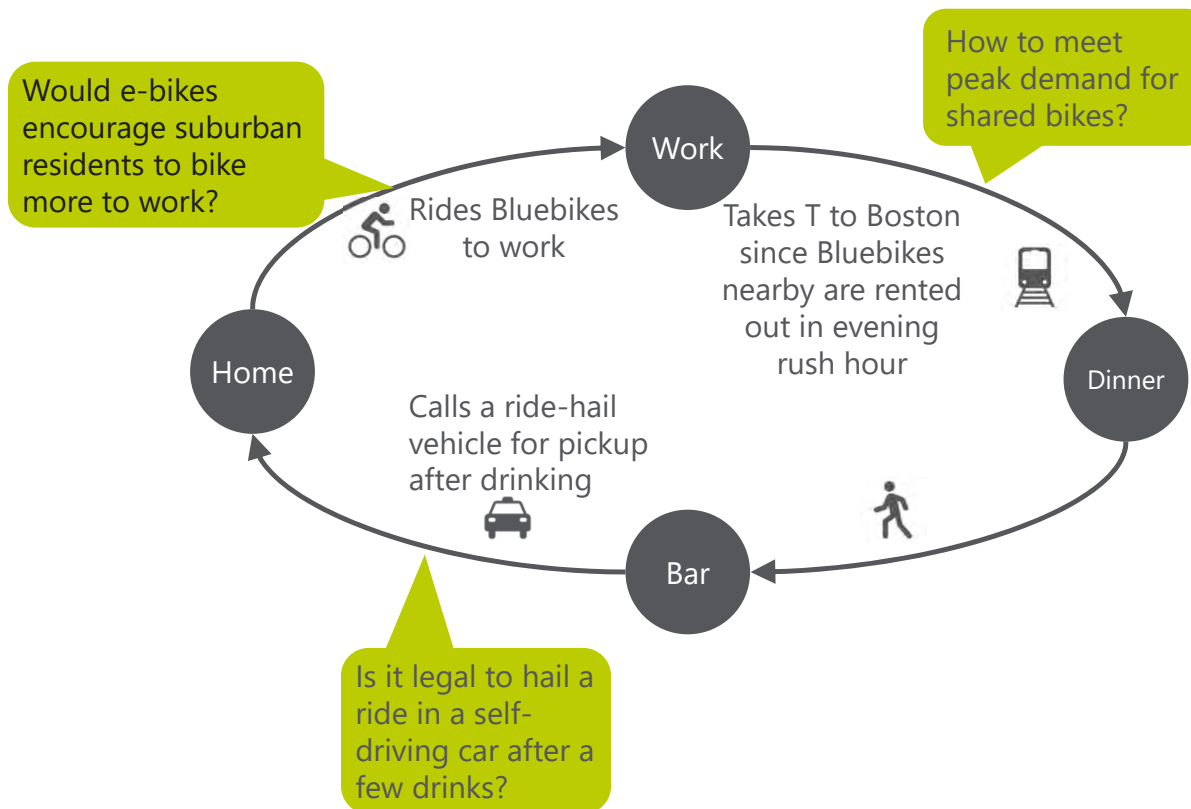 Would e-bikes
encourage suburban
residents to bike
more to work?
How to meet
peak demand for
shared bikes?
Work
Rides Bluebikes
to work
Takes T to Boston
since Bluebikes
nearby are rented
out in evening
rush hour
Home
Dinner
Calls a ride-hail
vehicle for pickup
after drinking
Bar
Is it legal to hail a
ride in a self-
driving car after a
few drinks?